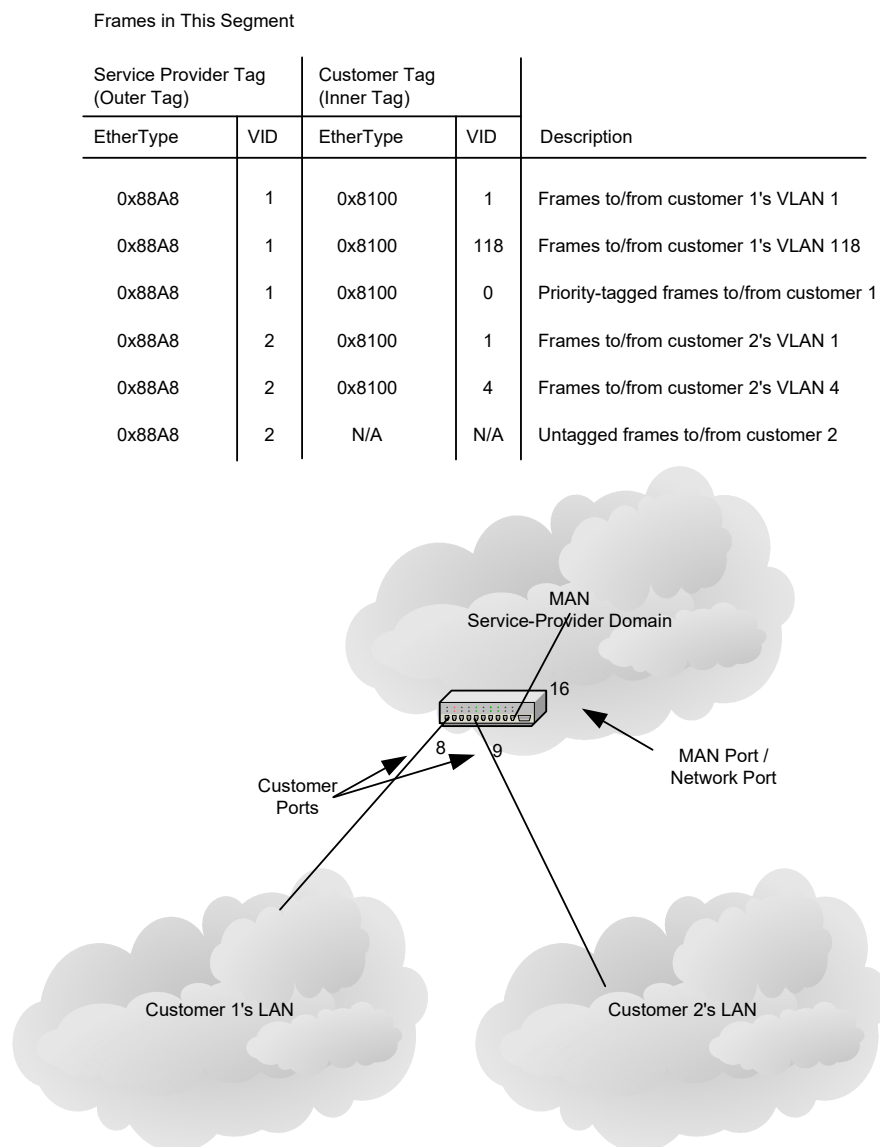 Frames in This Segment
Service Provider Tag
(Outer Tag)
Customer Tag
(Inner Tag)
EtherType VID EtherType VID Description
0x88A8 1 0x8100 1 Frames to/from customer 1's VLAN 1
0x88A8 1 0x8100 118 Frames to/from customer 1's VLAN 118
0x88A8 1 0x8100 0 Priority-tagged frames to/from customer 1
0x88A8 2 0x8100 1 Frames to/from customer 2's VLAN 1
0x88A8 2 0x8100 4 Frames to/from customer 2's VLAN 4
0x88A8 2 N/A N/A Untagged frames to/from customer 2
MAN
Service-Provider Domain
16
8
9
MAN Port /
Network Port
Customer
Ports
Customer 1's LAN
Customer 2's LAN